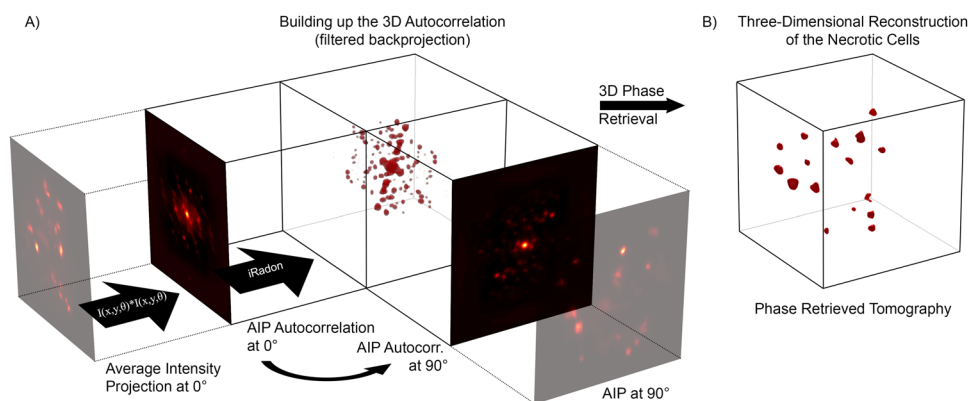 A)
Building up the 3D Autocorrelation
(filtered backprojection)
I(x,y,θ)*I(x,y,θ)
iRadon
Average Intensity
Projection at 0°
AIP Autocorrelation
at 0°
AIP Autocorr.
at 90°
AIP at 90°
3D Phase
Retrieval
B)
Three-Dimensional Reconstruction
of the Necrotic Cells
Phase Retrieved Tomography